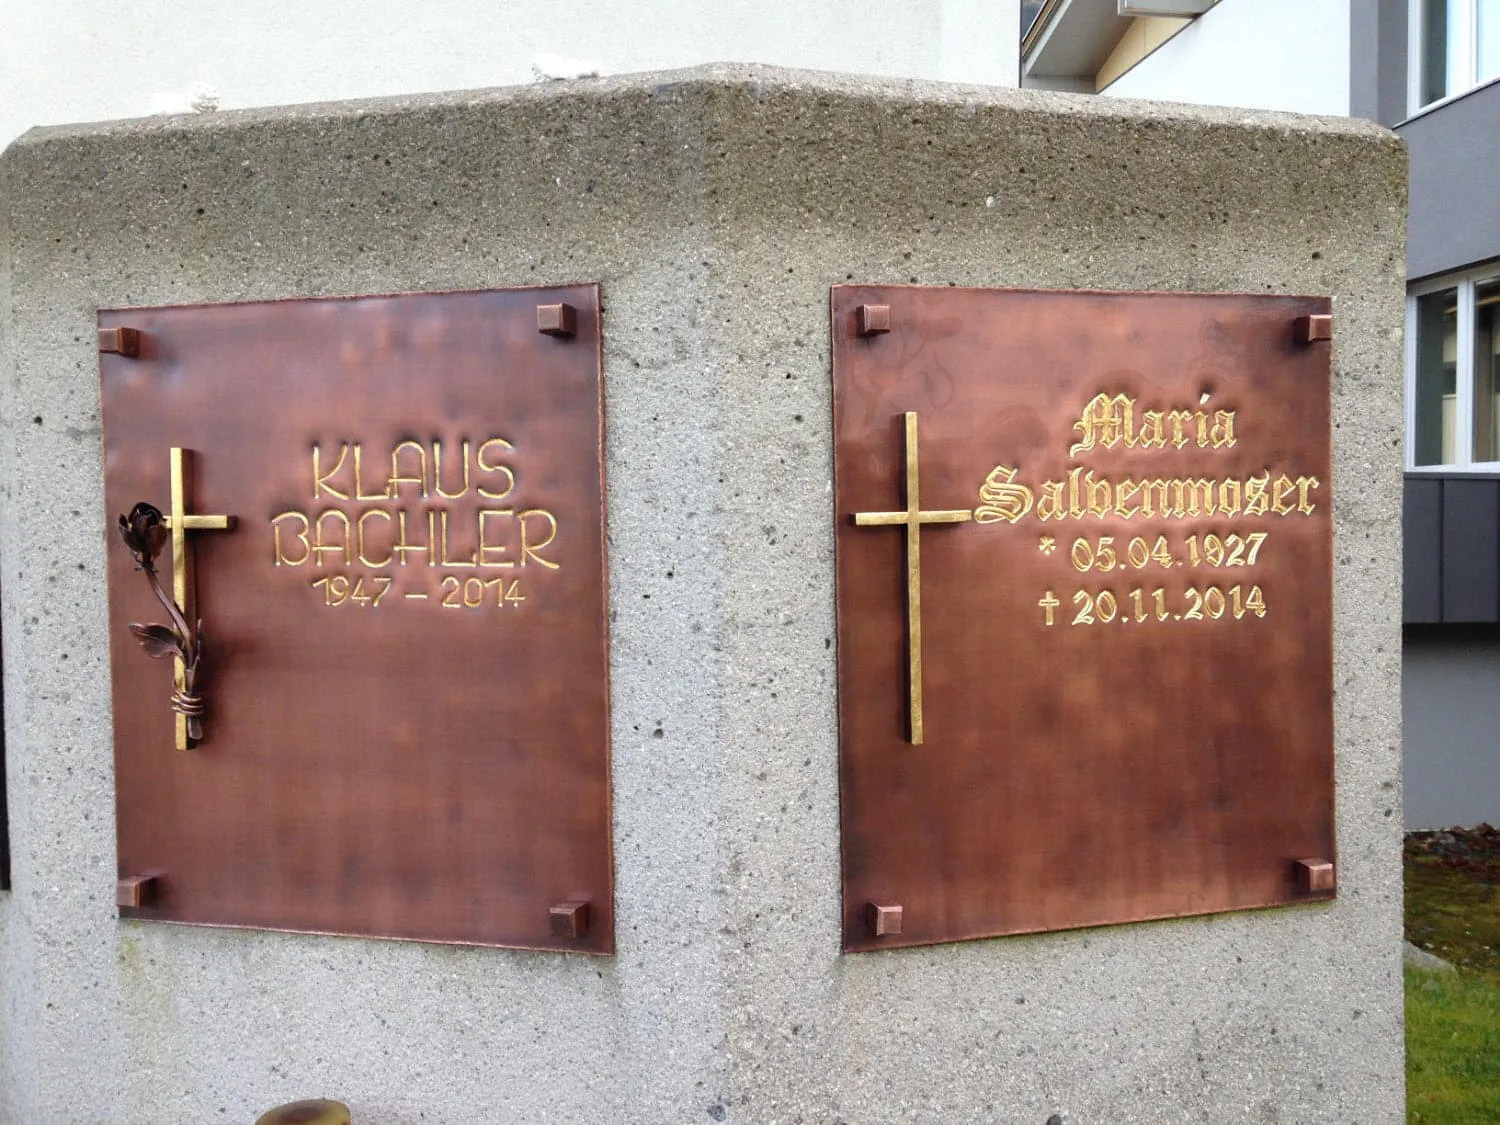 KLAUS
BACHLER
1947 – 2014
Maria
Salvenmoser
* 05.04.1927
✝ 20.11.2014